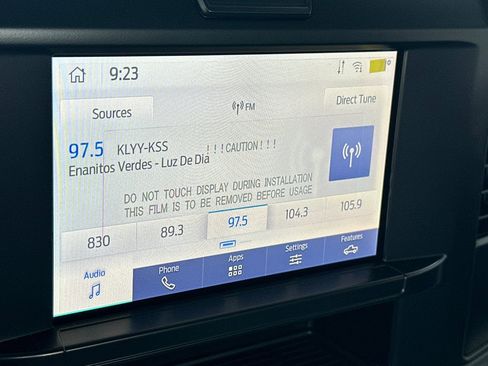 9:23
Sources
FM
Direct Tune
97.5 KLYY-KSS
!!!CAUTION!!!
Enanitos Verdes - Luz De Dia
DO NOT TOUCH DISPLAY DURING INSTALLATION
THIS FILM IS TO BE REMOVED BEFORE USAGE
830 89.3 97.5 104.3 105.9
Audio Phone Apps Settings Features